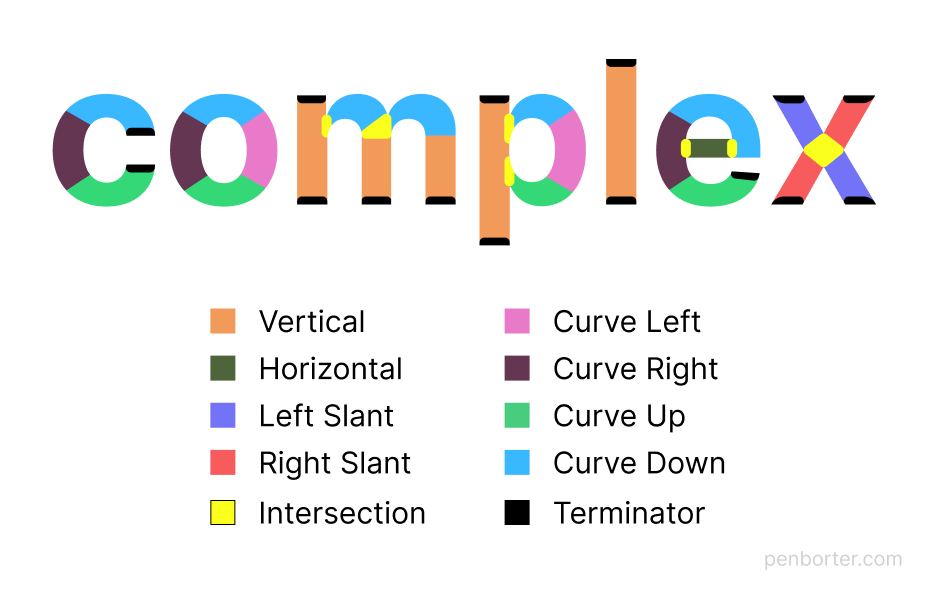 complex
Vertical
Horizontal
Left Slant
Right Slant
Intersection
Curve Left
Curve Right
Curve Up
Curve Down
Terminator
penborter.com